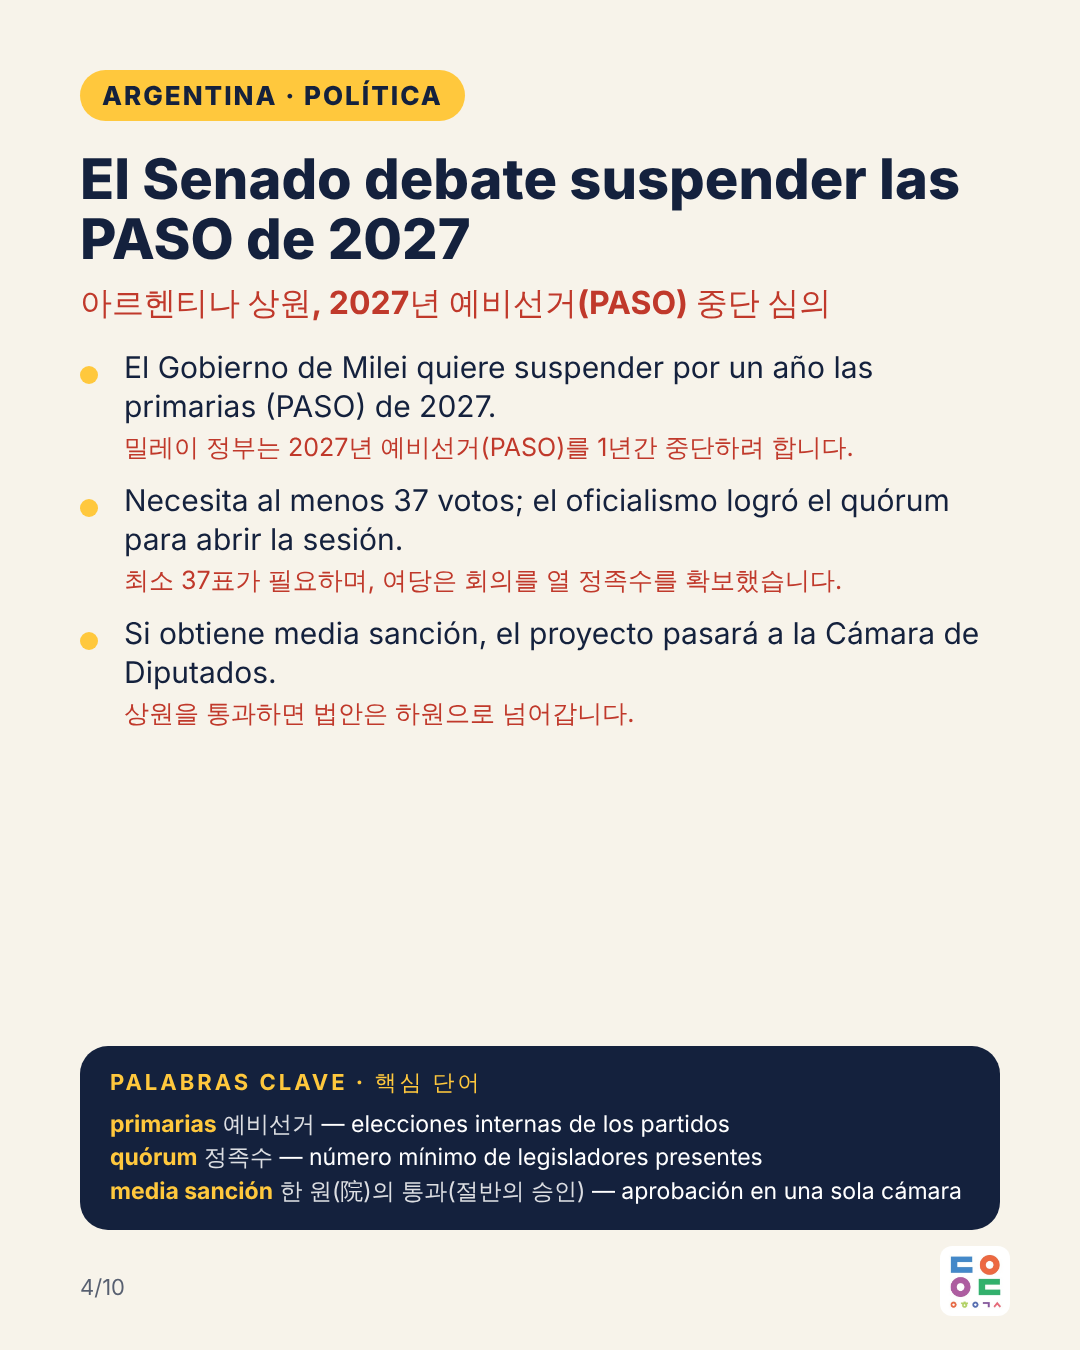 ARGENTINA · POLÍTICA
El Senado debate suspender las
PASO de 2027
아르헨티나 상원, 2027년 예비선거(PASO) 중단 심의
El Gobierno de Milei quiere suspender por un año las
primarias (PASO) de 2027.
밀레이 정부는 2027년 예비선거(PASO)를 1년간 중단하려 합니다.
Necesita al menos 37 votos; el oficialismo logró el quórum
para abrir la sesión.
최소 37표가 필요하며, 여당은 회의를 열 정족수를 확보했습니다.
Si obtiene media sanción, el proyecto pasará a la Cámara de
Diputados.
상원을 통과하면 법안은 하원으로 넘어갑니다.
PALABRAS CLAVE · 핵심 단어
primarias 예비선거 — elecciones internas de los partidos
quórum 정족수 — número mínimo de legisladores presentes
media sanción 한 원(院)의 통과(절반의 승인) — aprobación en una sola cámara
4/10